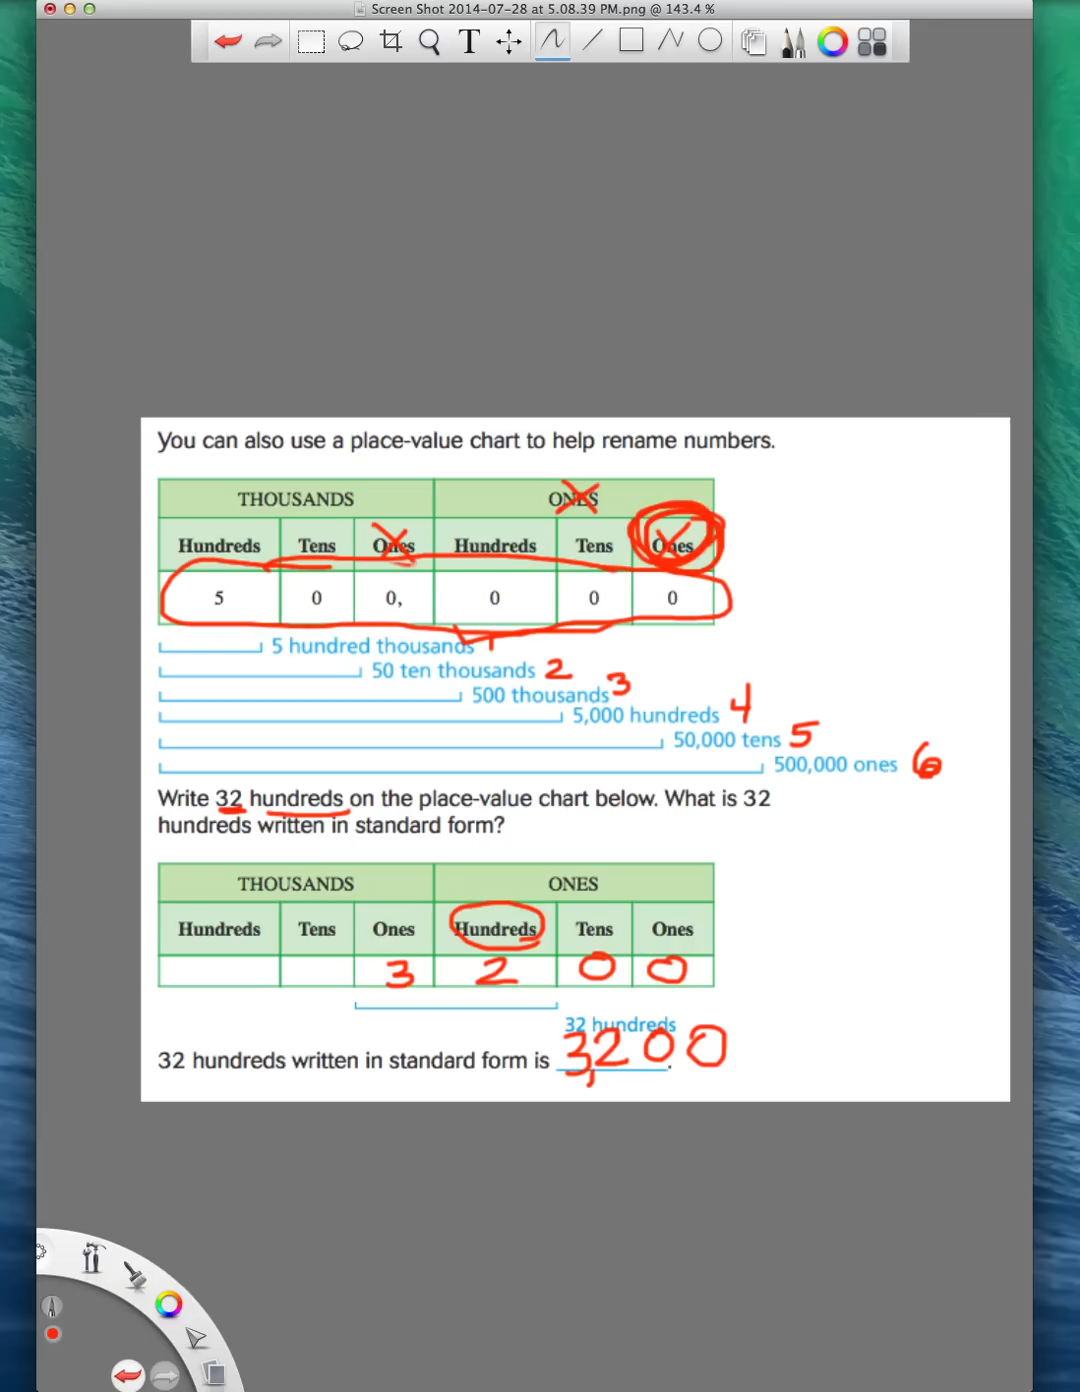 Screen Shot 2014-07-28 at 5.08.39 PM.png @ 143.4 %
T
You can also use a place-value chart to help rename numbers.
THOUSANDS ONES
Hundreds Tens Ones Hundreds Tens Ones
5 0 0, 0 0 0
5 hundred thousands 1
50 ten thousands 2
500 thousands 3
5,000 hundreds 4
50,000 tens 5
500,000 ones 6
Write 32 hundreds on the place-value chart below. What is 32
hundreds written in standard form?
THOUSANDS ONES
Hundreds Tens Ones Hundreds Tens Ones
3 2 0 0
32 hundreds
32 hundreds written in standard form is 3,200.